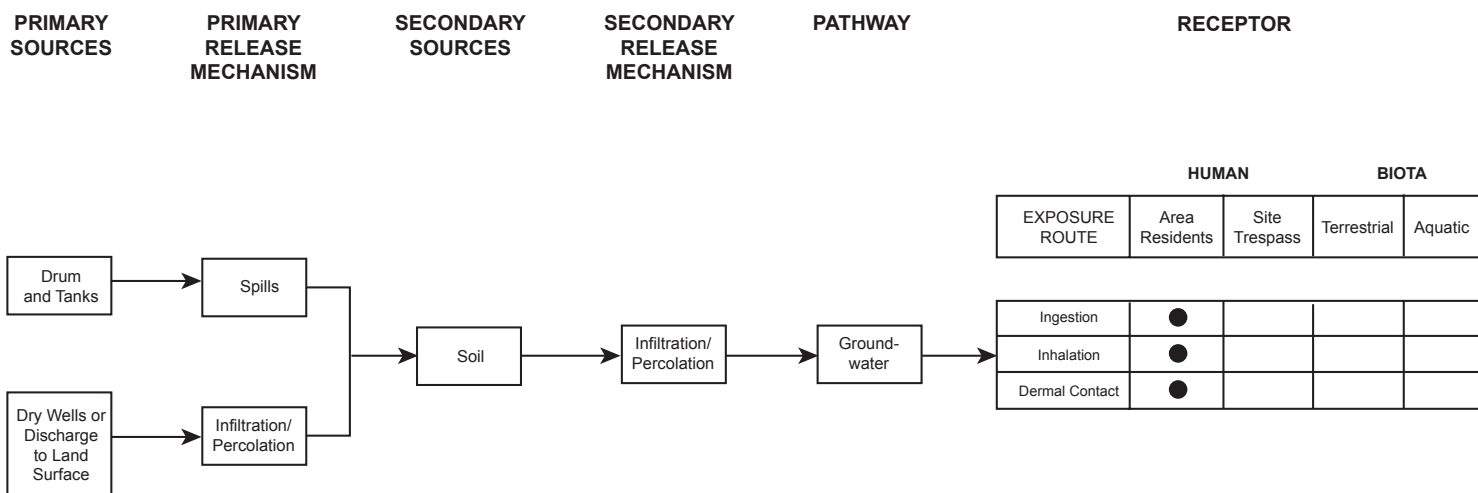 PRIMARY
SOURCES
PRIMARY
RELEASE
MECHANISM
SECONDARY
SOURCES
SECONDARY
RELEASE
MECHANISM
PATHWAY
RECEPTOR
HUMAN
BIOTA
EXPOSURE
ROUTE
Area
Residents
Site
Trespass
Terrestrial
Aquatic
Drum
and Tanks
Spills
Ingestion
Soil
Infiltration/
Percolation
Ground-
water
Inhalation
Dermal Contact
Dry Wells or
Discharge
to Land
Surface
Infiltration/
Percolation